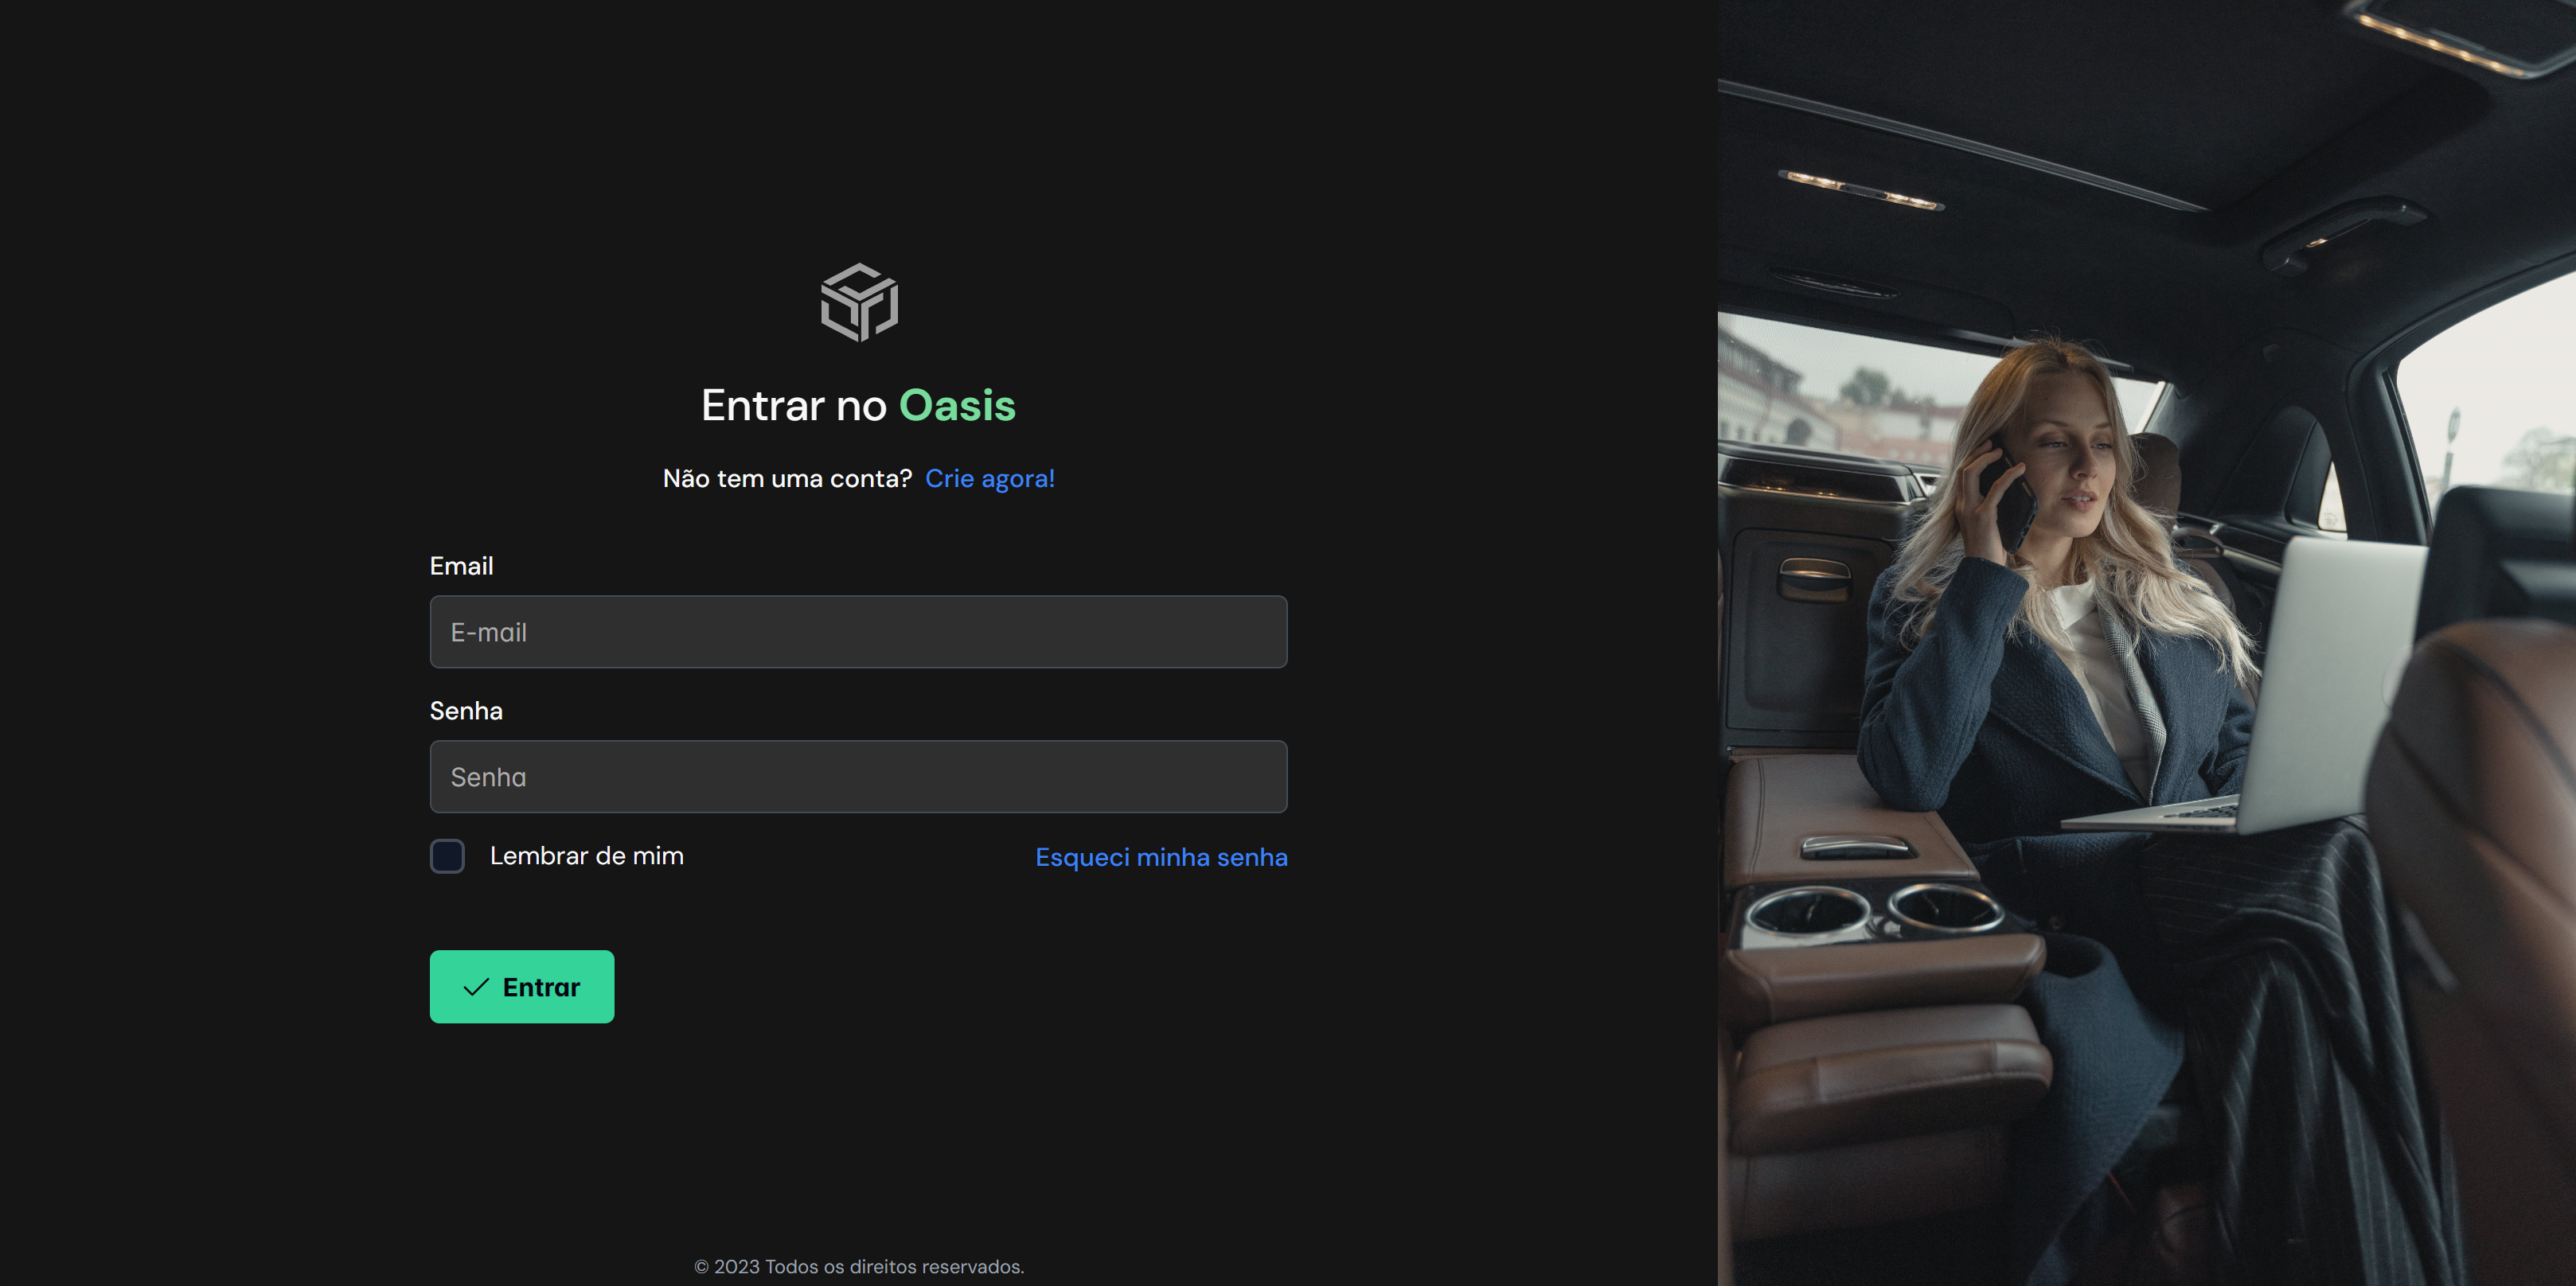 Entrar no Oasis
Não tem uma conta? Crie agora!
Email
E-mail
Senha
Senha
Lembrar de mim
Esqueci minha senha
Entrar
© 2023 Todos os direitos reservados.